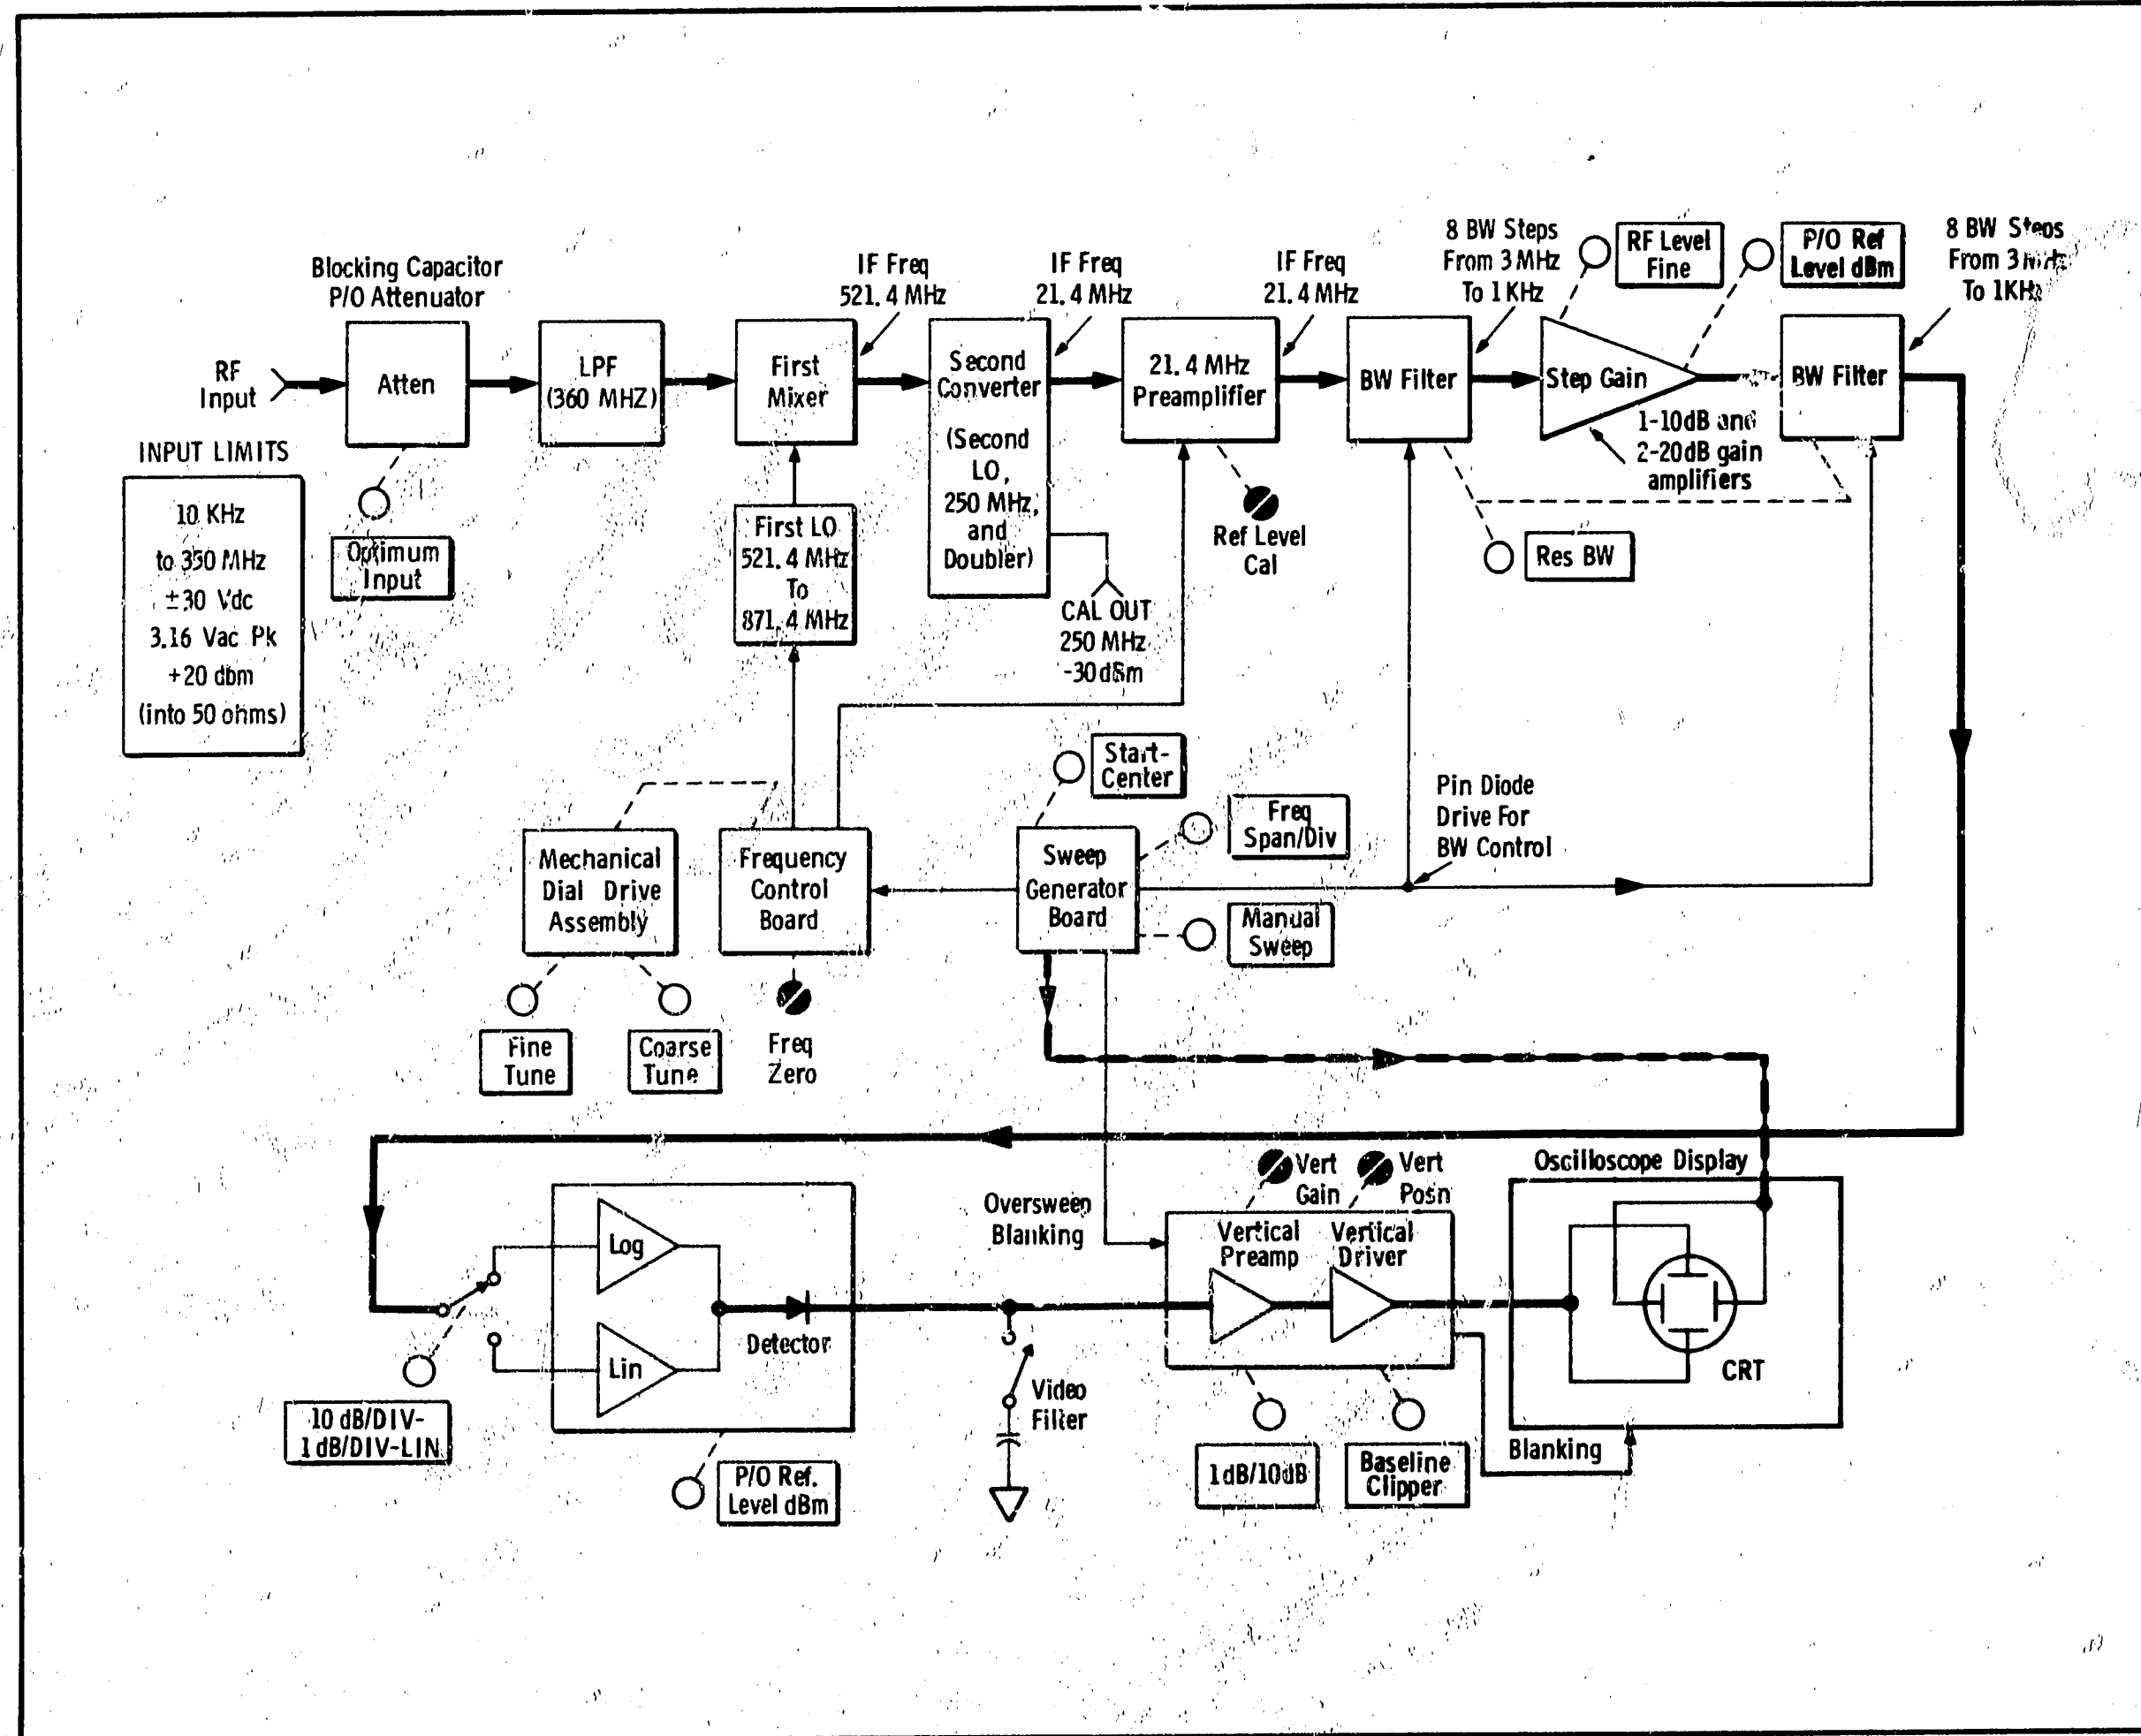 Blocking Capacitor
P/O Attenuator
RF
Input
Atten
LPF
(360 MHZ)
First
Mixer
IF Freq
521.4 MHz
Second
Converter
(Second
LO,
250 MHz,
and
Doubler)
IF Freq
21.4 MHz
21.4 MHz
Preamplifier
IF Freq
21.4 MHz
BW Filter
8 BW Steps
From 3 MHz
To 1 KHz
RF Level
Fine
Step Gain
P/O Ref
Level dBm
1-10dB and
2-20dB gain
amplifiers
BW Filter
8 BW Steps
From 3 MHz
To 1KHz
INPUT LIMITS
10 KHz
to 350 MHz
±30 Vdc
3.16 Vac Pk
+20 dbm
(into 50 ohms)
Optimum
Input
First LO
521.4 MHz
To
871.4 MHz
CAL OUT
250 MHz
-30dBm
Ref Level
Cal
Res BW
Start-
Center
Freq
Span/Div
Pin Diode
Drive For
BW Control
Mechanical
Dial Drive
Assembly
Frequency
Control
Board
Sweep
Generator
Board
Manual
Sweep
Fine
Tune
Coarse
Tune
Freq
Zero
Oversweep
Blanking
Vert
Gain
Vert
Posn
Oscilloscope Display
Log
Lin
Detector
Vertical
Preamp
Vertical
Driver
CRT
10 dB/DIV-
1 dB/DIV-LIN
P/O Ref.
Level dBm
Video
Filter
1dB/10dB
Baseline
Clipper
Blanking